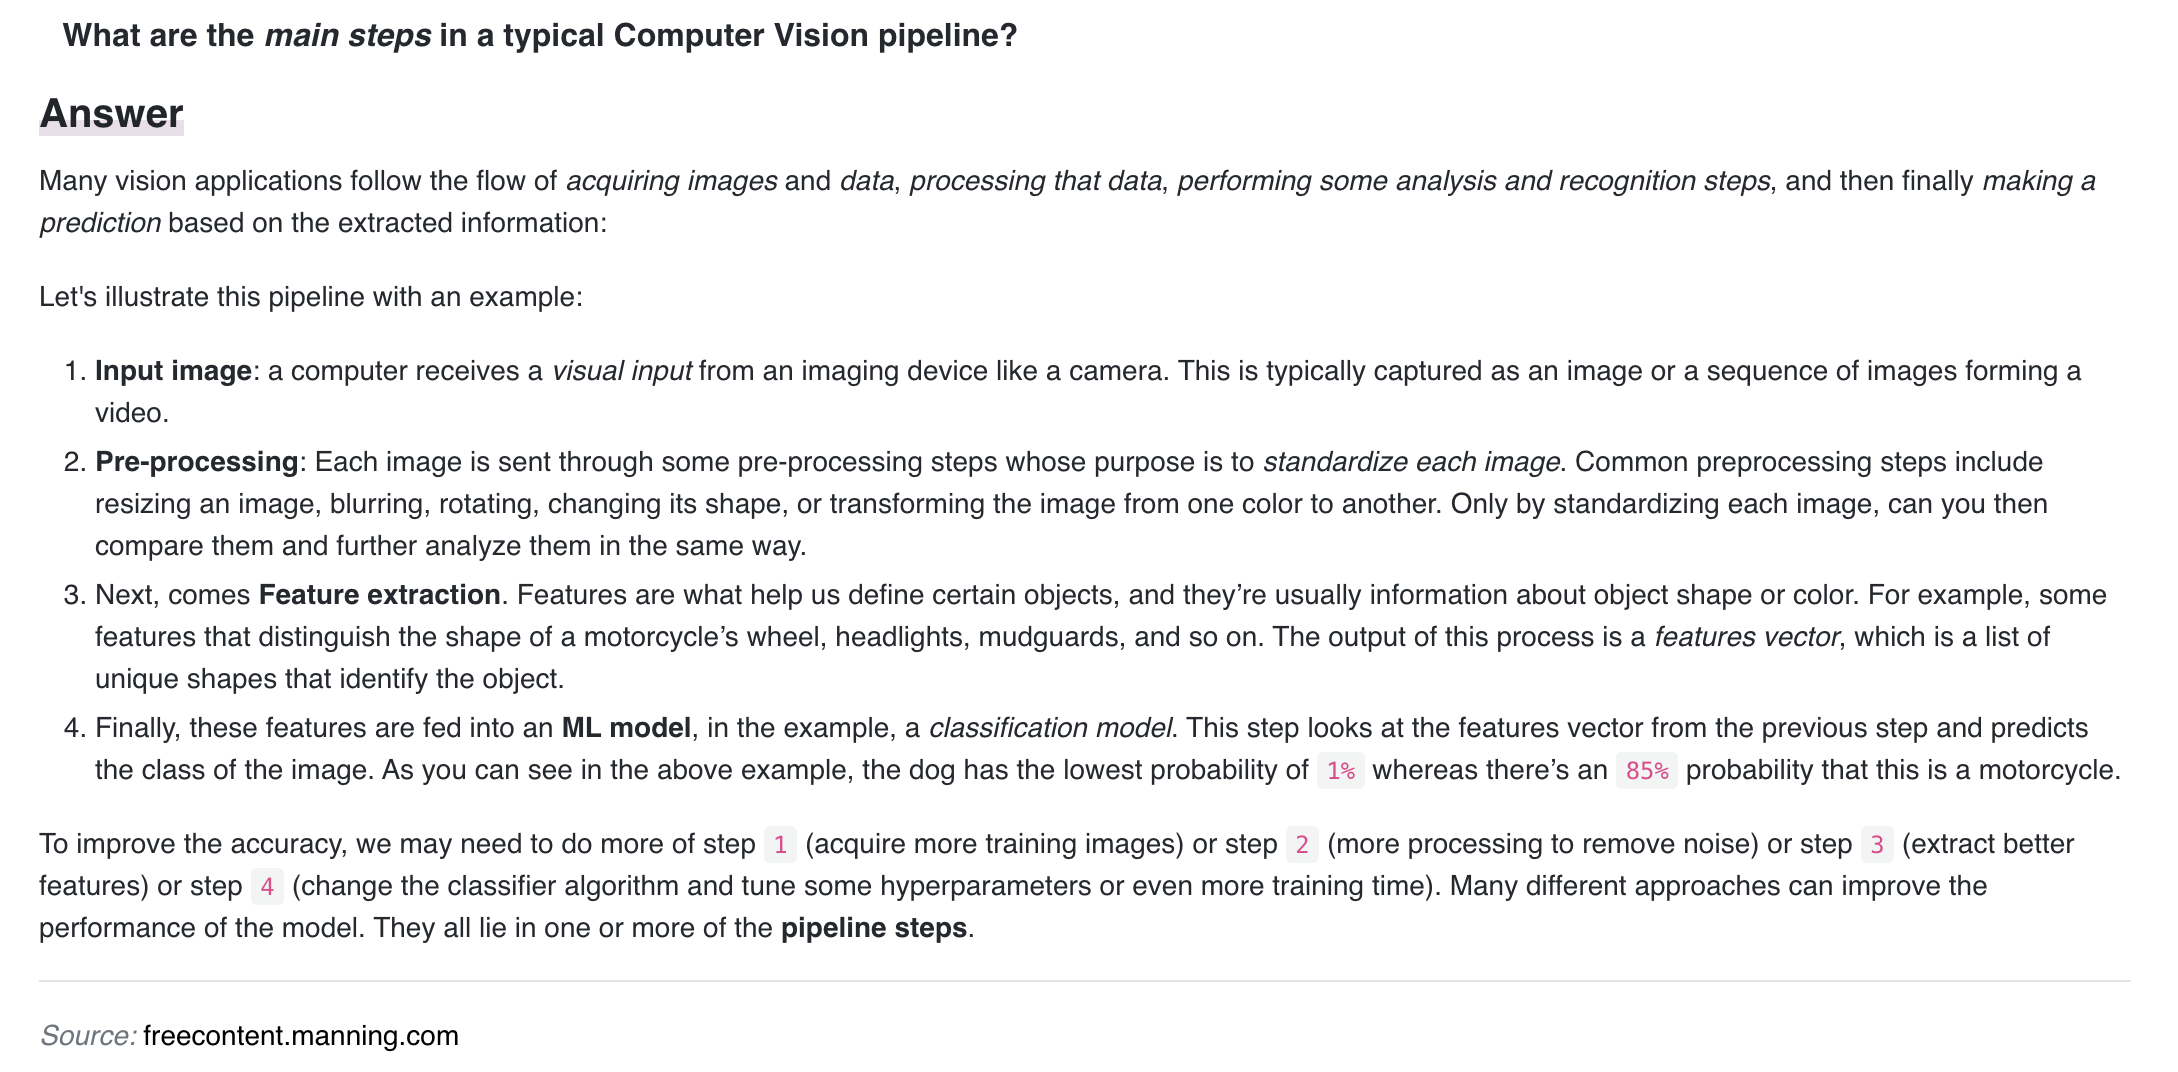 What are the main steps in a typical Computer Vision pipeline?
Answer
Many vision applications follow the flow of acquiring images and data, processing that data, performing some analysis and recognition steps, and then finally making a
prediction based on the extracted information:
Let's illustrate this pipeline with an example:
1. Input image: a computer receives a visual input from an imaging device like a camera. This is typically captured as an image or a sequence of images forming a
video.
2. Pre-processing: Each image is sent through some pre-processing steps whose purpose is to standardize each image. Common preprocessing steps include
resizing an image, blurring, rotating, changing its shape, or transforming the image from one color to another. Only by standardizing each image, can you then
compare them and further analyze them in the same way.
3. Next, comes Feature extraction. Features are what help us define certain objects, and they’re usually information about object shape or color. For example, some
features that distinguish the shape of a motorcycle’s wheel, headlights, mudguards, and so on. The output of this process is a features vector, which is a list of
unique shapes that identify the object.
4. Finally, these features are fed into an ML model, in the example, a classification model. This step looks at the features vector from the previous step and predicts
the class of the image. As you can see in the above example, the dog has the lowest probability of 1% whereas there’s an 85% probability that this is a motorcycle.
To improve the accuracy, we may need to do more of step 1 (acquire more training images) or step 2 (more processing to remove noise) or step 3 (extract better
features) or step 4 (change the classifier algorithm and tune some hyperparameters or even more training time). Many different approaches can improve the
performance of the model. They all lie in one or more of the pipeline steps.
Source: freecontent.manning.com